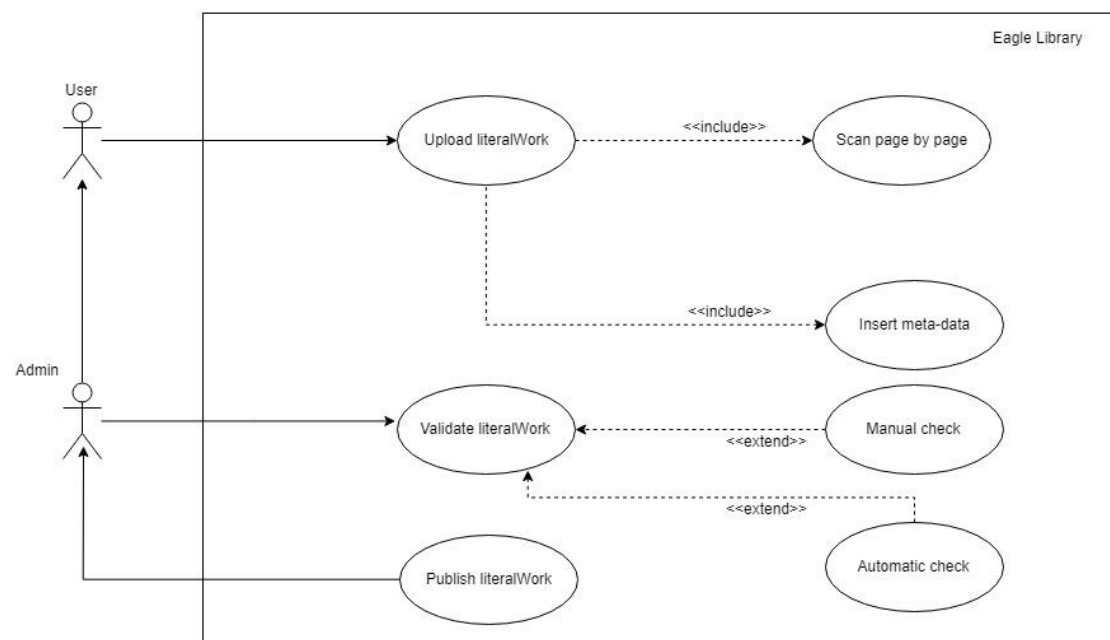 Eagle Library
User
Upload literalWork
<<include>>
Scan page by page
<<include>>
Insert meta-data
Admin
Validate literalWork
<<extend>>
Manual check
<<extend>>
Publish literalWork
Automatic check